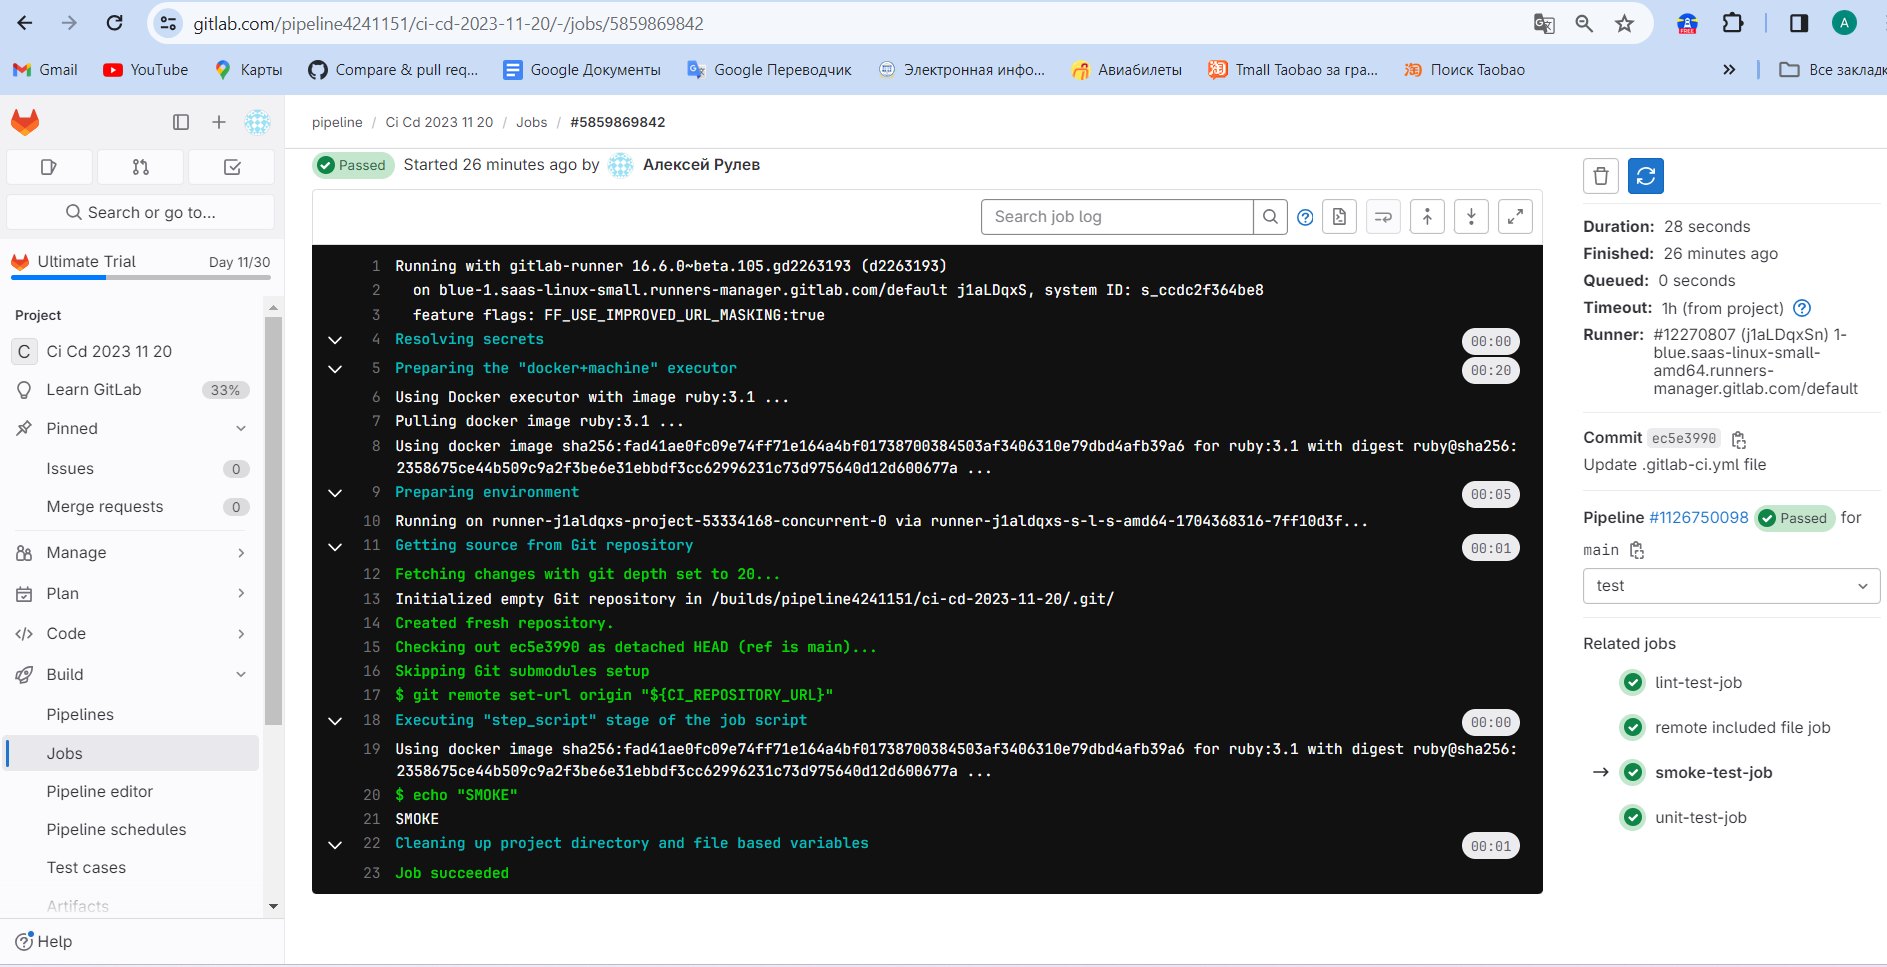 gitlab.com/pipeline4241151/ci-cd-2023-11-20/-/jobs/5859869842
A
Gmail
YouTube
Карты
Compare & pull req...
Google Документы
Google Переводчик
Электронная инфо...
Авиабилеты
Tmall Taobao за гра...
Поиск Taobao
Все заклад
pipeline / Ci Cd 2023 11 20 / Jobs / #5859869842
Search or go to...
Ultimate Trial Day 11/30
Project
C Ci Cd 2023 11 20
Learn GitLab 33%
Pinned
Issues 0
Merge requests 0
Manage
Plan
Code
Build
Pipelines
Jobs
Pipeline editor
Pipeline schedules
Test cases
Artifacts
Help
Passed Started 26 minutes ago by Алексей Рулев
Search job log
1 Running with gitlab-runner 16.6.0~beta.105.gd2263193 (d2263193)
2 on blue-1.saas-linux-small.runners-manager.gitlab.com/default j1aLDqxS, system ID: s_ccdc2f364be8
3 feature flags: FF_USE_IMPROVED_URL_MASKING:true
4 Resolving secrets 00:00
5 Preparing the "docker+machine" executor 00:20
6 Using Docker executor with image ruby:3.1 ...
7 Pulling docker image ruby:3.1 ...
8 Using docker image sha256:fad41ae0fc09e74ff71e164a4bf01738700384503af3406310e79dbd4afb39a6 for ruby:3.1 with digest ruby@sha256:
2358675ce44b509c9a2f3be6e31ebbdf3cc62996231c73d975640d12d600677a ...
9 Preparing environment 00:05
10 Running on runner-j1aldqxs-project-53334168-concurrent-0 via runner-j1aldqxs-s-l-s-amd64-1704368316-7ff10d3f...
11 Getting source from Git repository 00:01
12 Fetching changes with git depth set to 20...
13 Initialized empty Git repository in /builds/pipeline4241151/ci-cd-2023-11-20/.git/
14 Created fresh repository.
15 Checking out ec5e3990 as detached HEAD (ref is main)...
16 Skipping Git submodules setup
17 $ git remote set-url origin "${CI_REPOSITORY_URL}"
18 Executing "step_script" stage of the job script 00:00
19 Using docker image sha256:fad41ae0fc09e74ff71e164a4bf01738700384503af3406310e79dbd4afb39a6 for ruby:3.1 with digest ruby@sha256:
2358675ce44b509c9a2f3be6e31ebbdf3cc62996231c73d975640d12d600677a ...
20 $ echo "SMOKE"
21 SMOKE
22 Cleaning up project directory and file based variables 00:01
23 Job succeeded
Duration: 28 seconds
Finished: 26 minutes ago
Queued: 0 seconds
Timeout: 1h (from project)
Runner: #12270807 (j1aLDqxSn) 1-
blue.saas-linux-small-
amd64.runners-
manager.gitlab.com/default
Commit ec5e3990
Update .gitlab-ci.yml file
Pipeline #1126750098 Passed for
main
test
Related jobs
lint-test-job
remote included file job
smoke-test-job
unit-test-job